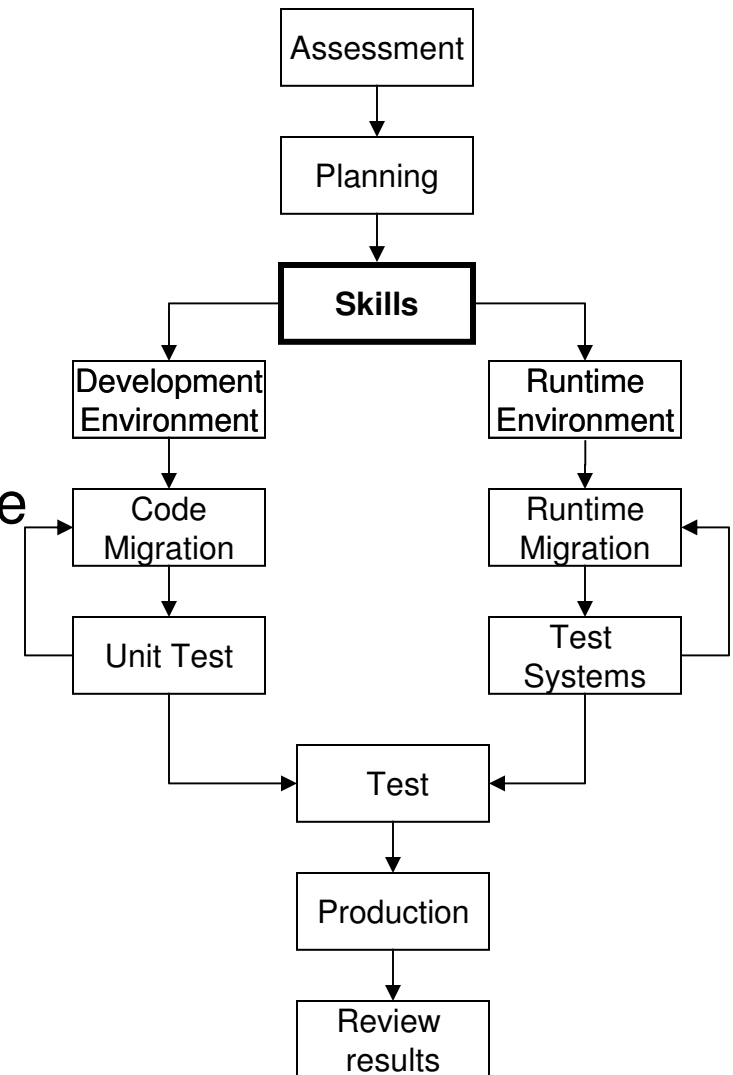 Assessment
Planning
Skills
Development
Environment
Runtime
Environment
e
Code
Migration
Runtime
Migration
Unit Test
Test
Systems
Test
Production
Review
results